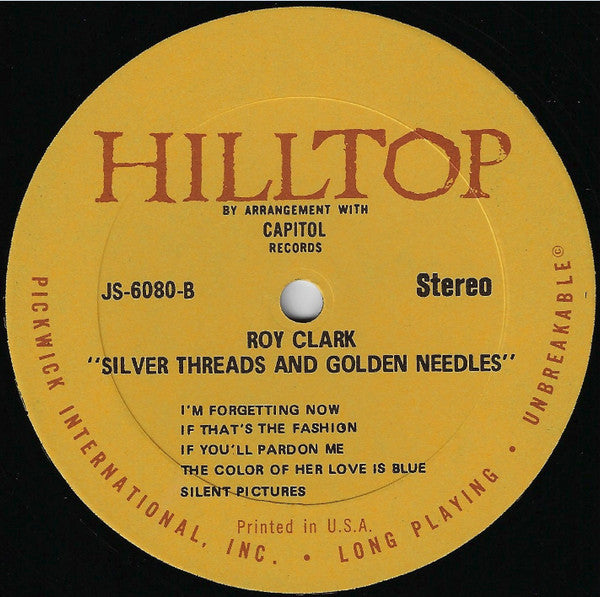 HILLTOP
BY ARRANGEMENT WITH
CAPITOL
RECORDS
JS-6080-B
Stereo
ROY CLARK
"SILVER THREADS AND GOLDEN NEEDLES"
I'M FORGETTING NOW
IF THAT'S THE FASHION
IF YOU'LL PARDON ME
THE COLOR OF HER LOVE IS BLUE
SILENT PICTURES
Printed in U.S.A.
PICKWICK INTERNATIONAL, INC. • LONG PLAYING • UNBREAKABLE©